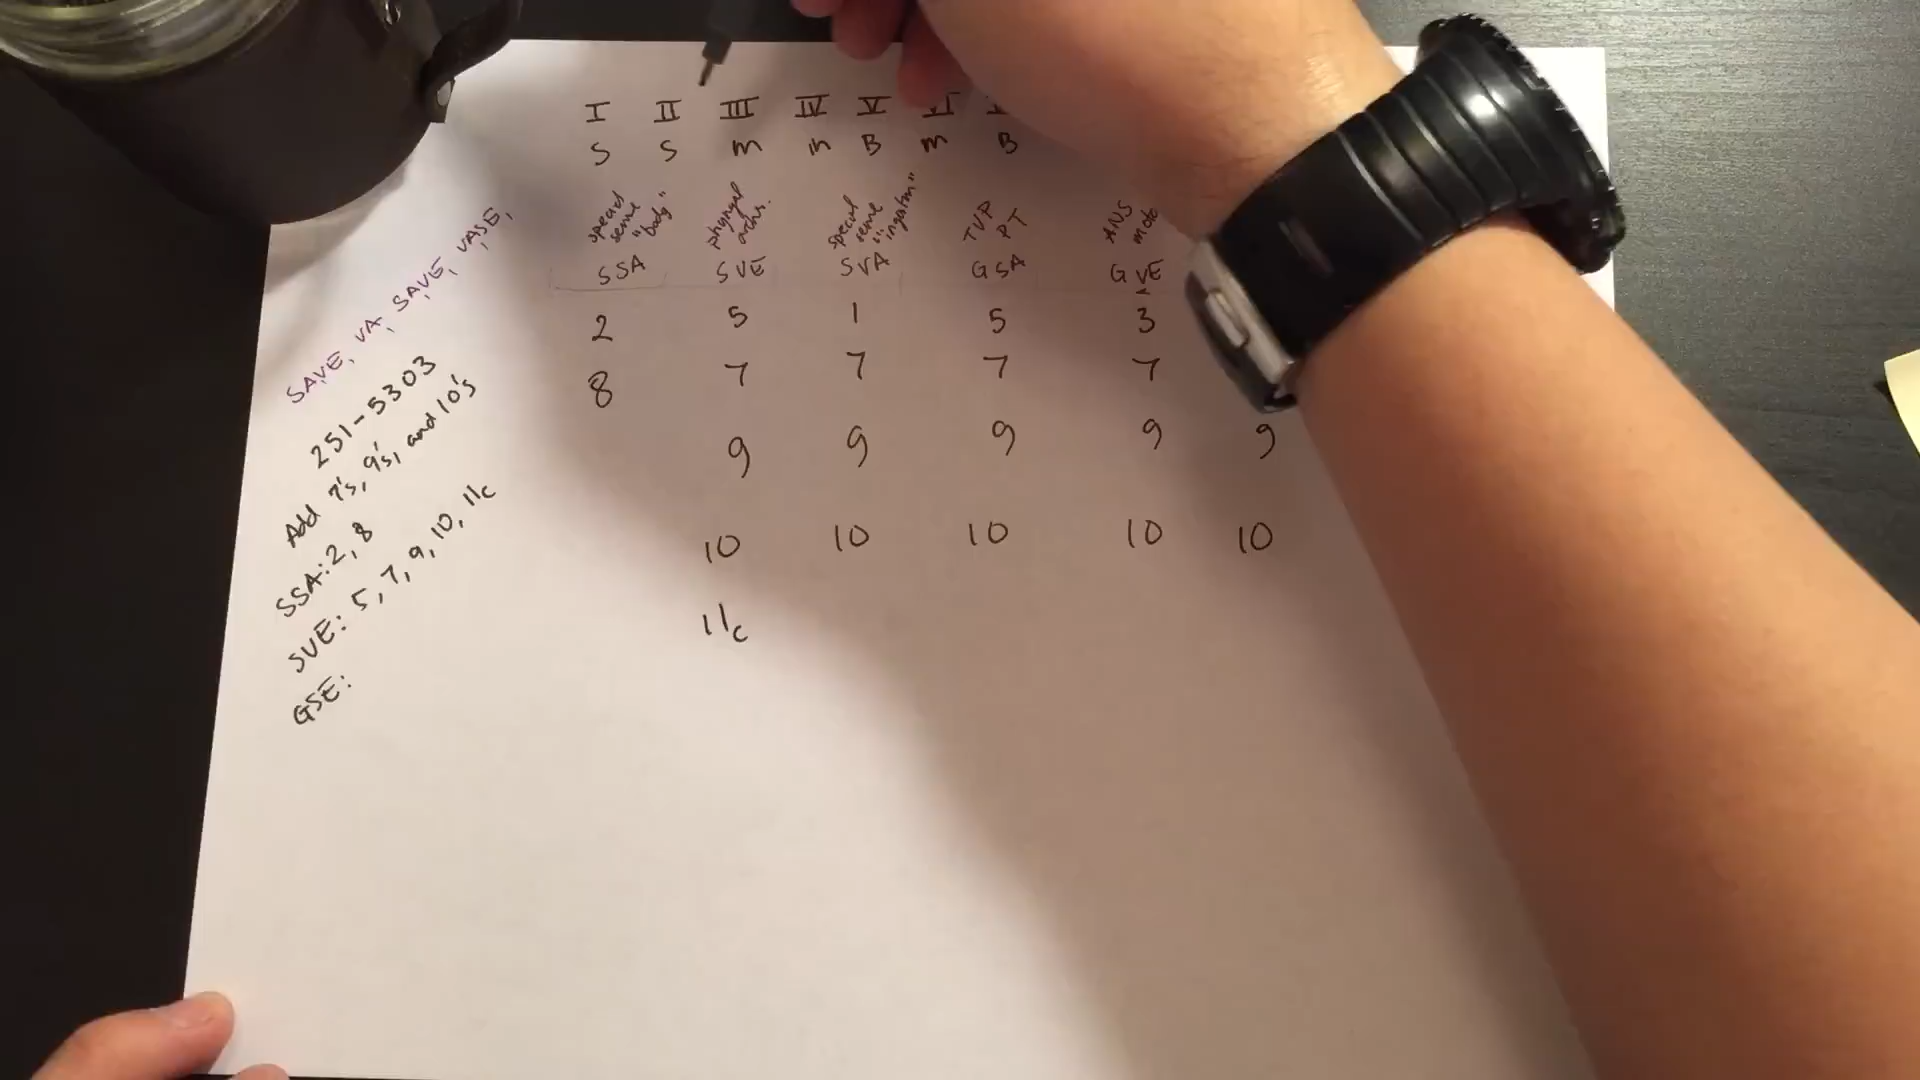 I II III IV V VI
S S M M B M B
special sense "body"
pharyngeal archs.
special sense "ingestion"
TVP PT
ANS
SSA SVE SVA GSA GVE
2 5 1 5 3
8 7 7 7 7
9 9 9 9 9
10 10 10 10 10
11c
SAVE, VA, SAVE, VASE,
251-5303
Add 7's, 9's, and 10's
SSA: 2, 8
SVE: 5, 7, 9, 10, 11c
GSE: